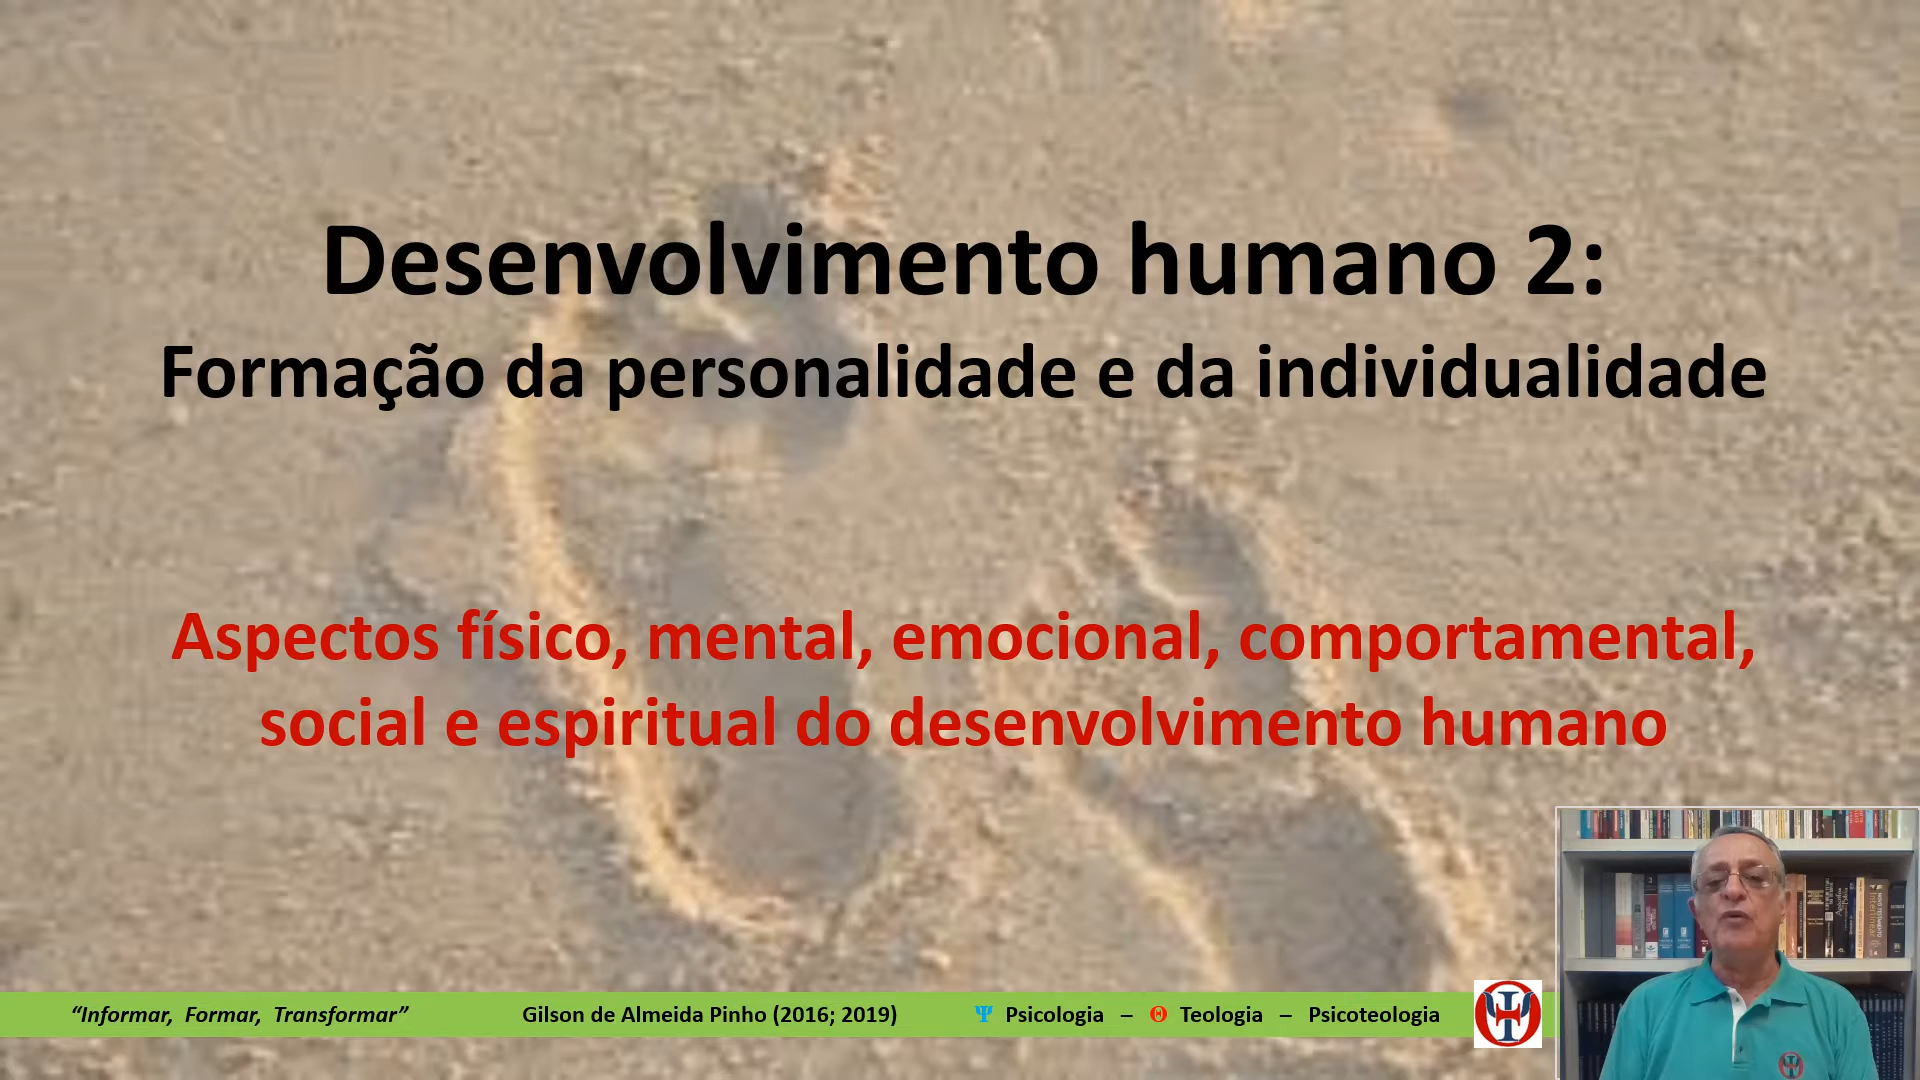 Desenvolvimento humano 2:
Formação da personalidade e da individualidade
Aspectos físico, mental, emocional, comportamental,
social e espiritual do desenvolvimento humano
“Informar, Formar, Transformar” Gilson de Almeida Pinho (2016; 2019) Ψ Psicologia – Θ Teologia – Psicoteologia